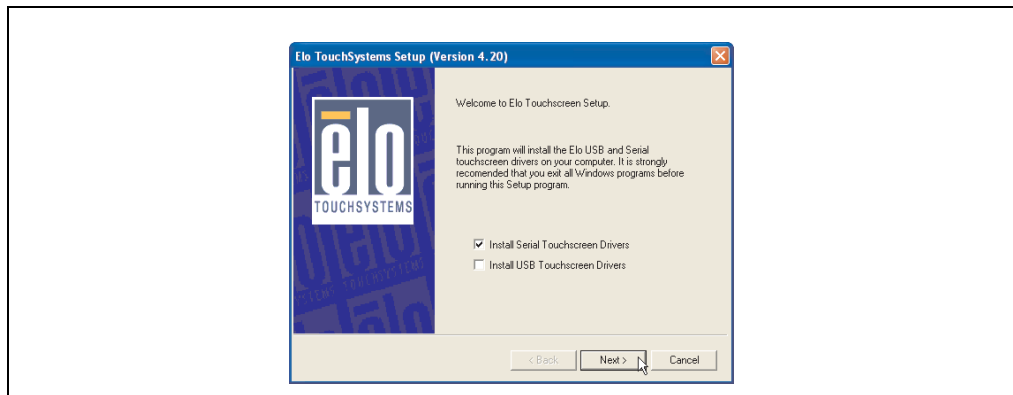 Elo TouchSystems Setup (Version 4.20)
elo
TOUCHSYSTEMS
Welcome to Elo Touchscreen Setup.
This program will install the Elo USB and Serial
touchscreen drivers on your computer. It is strongly
recomended that you exit all Windows programs before
running this Setup program.
Install Serial Touchscreen Drivers
Install USB Touchscreen Drivers
< Back
Next >
Cancel